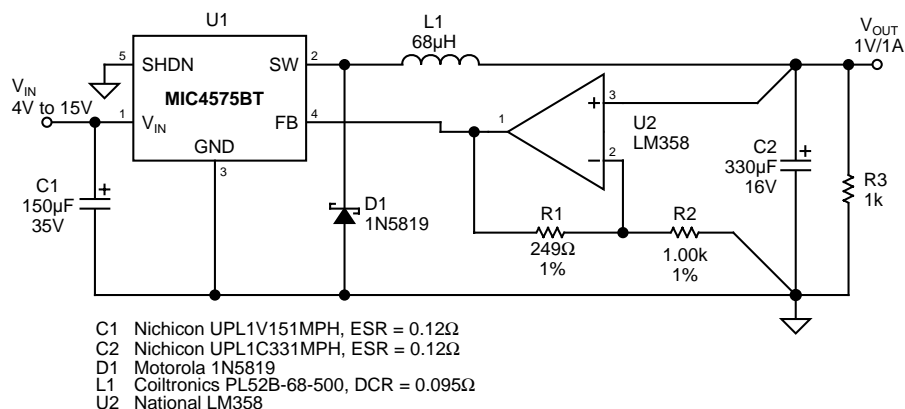 U1
L1
68µH
VOUT
1V/1A
5
SHDN
SW
2
MIC4575BT
VIN
4V to 15V
1
VIN
FB
4
GND
3
1
3
+
–
2
U2
LM358
C1
150µF
35V
+
D1
1N5819
R1
249Ω
1%
R2
1.00k
1%
C2
330µF
16V
+
R3
1k
C1 Nichicon UPL1V151MPH, ESR = 0.12Ω
C2 Nichicon UPL1C331MPH, ESR = 0.12Ω
D1 Motorola 1N5819
L1 Coiltronics PL52B-68-500, DCR = 0.095Ω
U2 National LM358